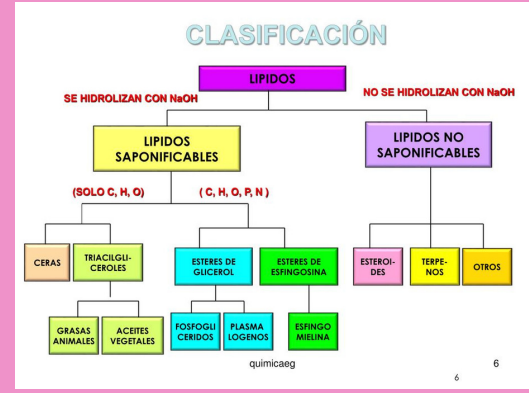 CLASIFICACIÓN
LIPIDOS
SE HIDROLIZAN CON NaOH
NO SE HIDROLIZAN CON NaOH
LIPIDOS
SAPONIFICABLES
LIPIDOS NO
SAPONIFICABLES
(SOLO C, H, O)
( C, H, O, P, N )
CERAS
TRIACILGLI-
CEROLES
ESTERES DE
GLICEROL
ESTERES DE
ESFINGOSINA
ESTEROI-
DES
TERPE-
NOS
OTROS
GRASAS
ANIMALES
ACEITES
VEGETALES
FOSFOGLI
CERIDOS
PLASMA
LOGENOS
ESFINGO
MIELINA
quimicaeg
6
6